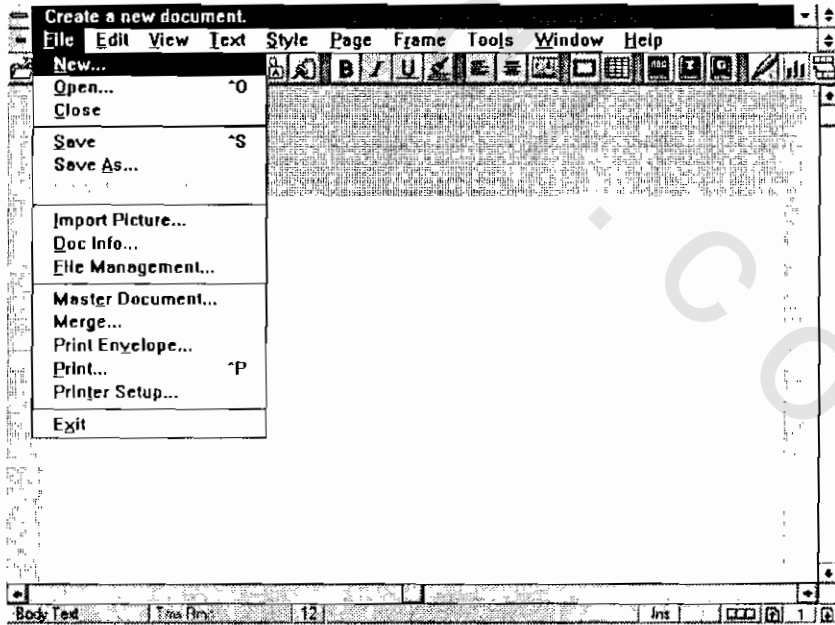 Create a new document.
File Edit View Text Style Page Frame Tools Window Help
B I U
New...
Open... ^O
Close
Save ^S
Save As...
Import Picture...
Doc Info...
File Management...
Master Document...
Merge...
Print Envelope...
Print... ^P
Printer Setup...
Exit
Body Text Tms Rmn 12 Ins 1